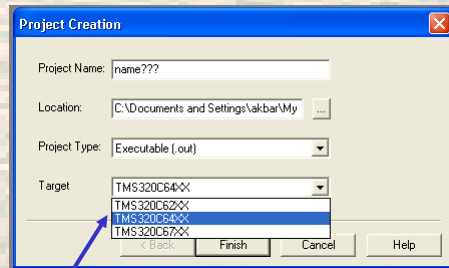 Project Creation
Project Name: name???
Location: C:\Documents and Settings\akbar\My ...
Project Type: Executable (.out)
Target TMS320C64XX
TMS320C62XX
TMS320C64XX
TMS320C67XX
< Back Finish Cancel Help